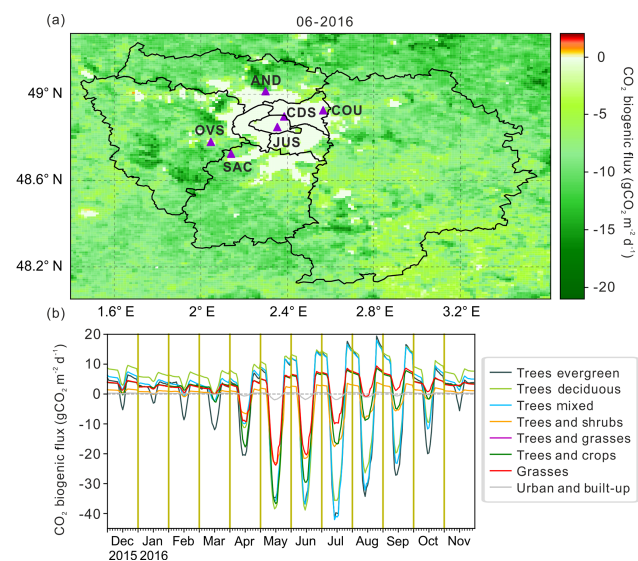 (a)
06-2016
49° N
48.6° N
48.2° N
AND
CDS
COU
OVS
JUS
SAC
1.6° E
2° E
2.4° E
2.8° E
3.2° E
0
−5
−10
−15
−20
CO₂ biogenic flux (gCO₂ m⁻² d⁻¹)
(b)
CO₂ biogenic flux (gCO₂ m⁻² d⁻¹)
20
10
0
−10
−20
−30
−40
Dec Jan Feb Mar Apr May Jun Jul Aug Sep Oct Nov
2015 2016
Trees evergreen
Trees deciduous
Trees mixed
Trees and shrubs
Trees and grasses
Trees and crops
Grasses
Urban and built-up